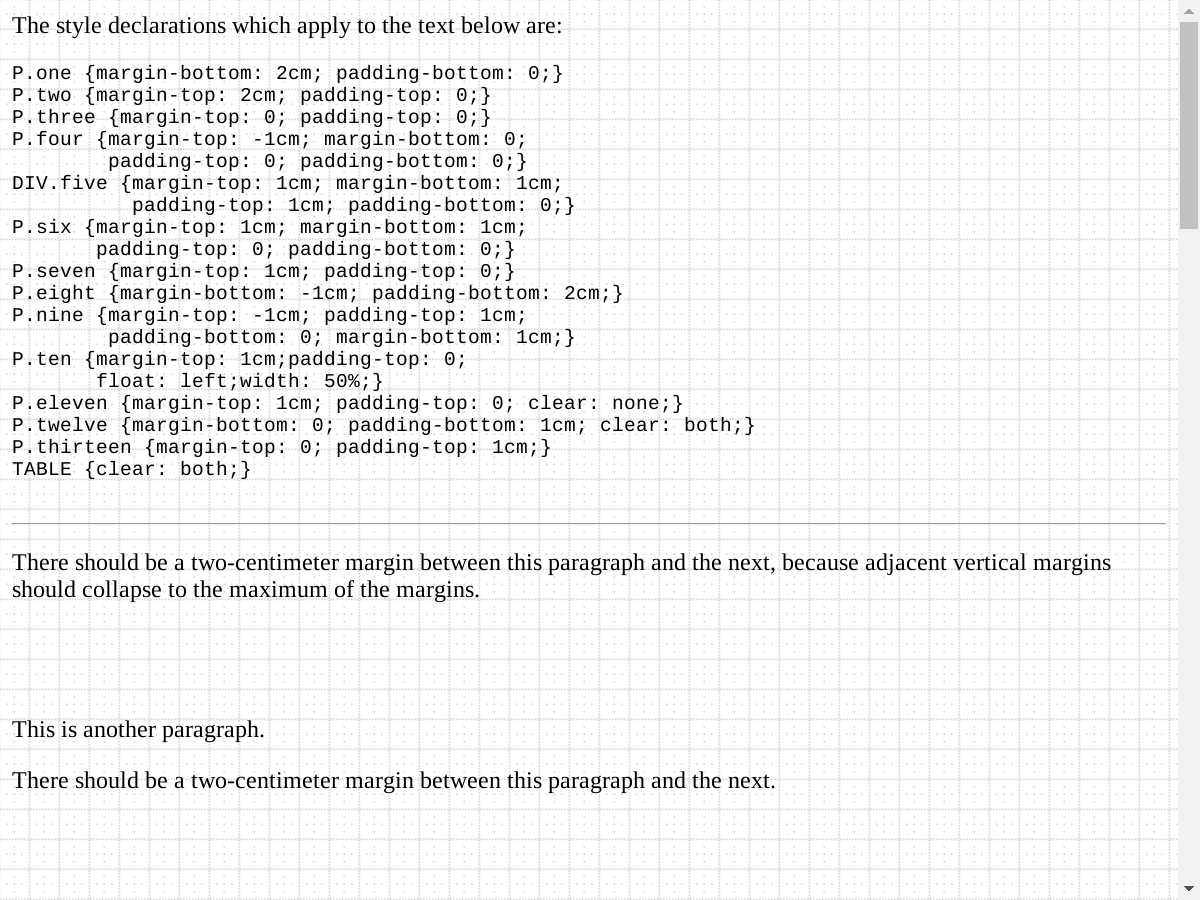 The style declarations which apply to the text below are:
P.one {margin-bottom: 2cm; padding-bottom: 0;}
P.two {margin-top: 2cm; padding-top: 0;}
P.three {margin-top: 0; padding-top: 0;}
P.four {margin-top: -1cm; margin-bottom: 0;
        padding-top: 0; padding-bottom: 0;}
DIV.five {margin-top: 1cm; margin-bottom: 1cm;
          padding-top: 1cm; padding-bottom: 0;}
P.six {margin-top: 1cm; margin-bottom: 1cm;
       padding-top: 0; padding-bottom: 0;}
P.seven {margin-top: 1cm; padding-top: 0;}
P.eight {margin-bottom: -1cm; padding-bottom: 2cm;}
P.nine {margin-top: -1cm; padding-top: 1cm;
        padding-bottom: 0; margin-bottom: 1cm;}
P.ten {margin-top: 1cm;padding-top: 0;
       float: left;width: 50%;}
P.eleven {margin-top: 1cm; padding-top: 0; clear: none;}
P.twelve {margin-bottom: 0; padding-bottom: 1cm; clear: both;}
P.thirteen {margin-top: 0; padding-top: 1cm;}
TABLE {clear: both;}
There should be a two-centimeter margin between this paragraph and the next, because adjacent vertical margins
should collapse to the maximum of the margins.
This is another paragraph.
There should be a two-centimeter margin between this paragraph and the next.